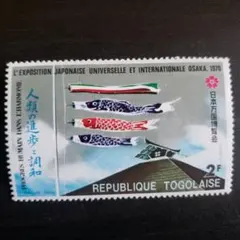 L'EXPOSITION JAPONAISE UNIVERSELLE ET INTERNATIONALE OSAKA, 1970
PROGRES HUMAIN DANS L'HARMONIE
人類の進歩と調和
日本万国博覧会
2F
REPUBLIQUE TOGOLAISE